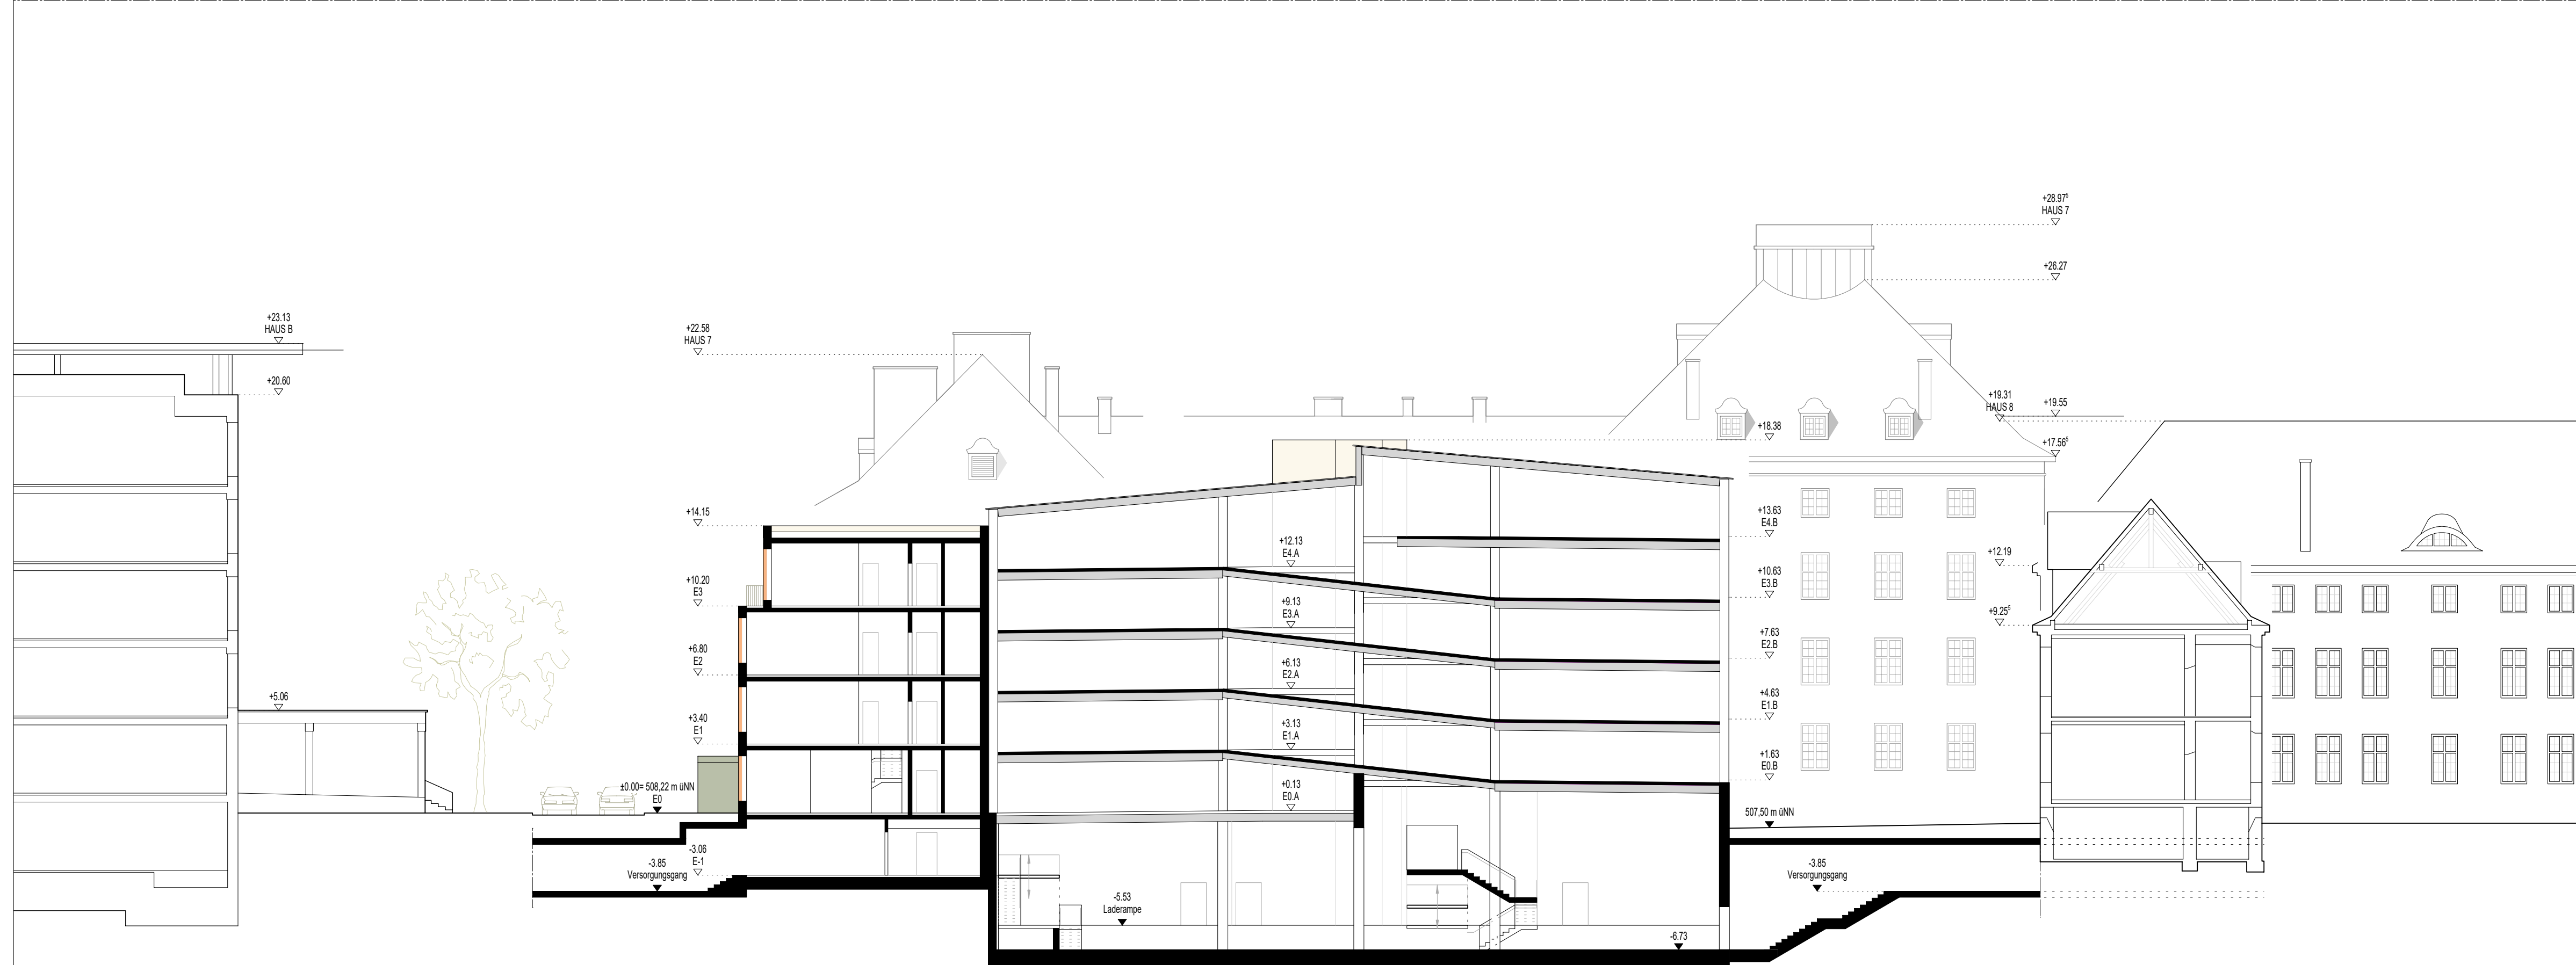 +28.97⁵
HAUS 7
+26.27
+23.13
HAUS B
+22.58
HAUS 7
+20.60
+19.31
HAUS 8
+19.55
+18.38
+17.56⁵
+14.15
+13.63
E4.B
+12.13
E4.A
+12.19
+10.20
E3
+10.63
E3.B
+9.13
E3.A
+9.25⁵
+6.80
E2
+7.63
E2.B
+6.13
E2.A
+5.06
+4.63
E1.B
+3.40
E1
+3.13
E1.A
+1.63
E0.B
±0.00= 508,22 m üNN
E0
+0.13
E0.A
507,50 m üNN
-3.06
E-1
-3.85
Versorgungsgang
-3.85
Versorgungsgang
-5.53
Laderampe
-6.73